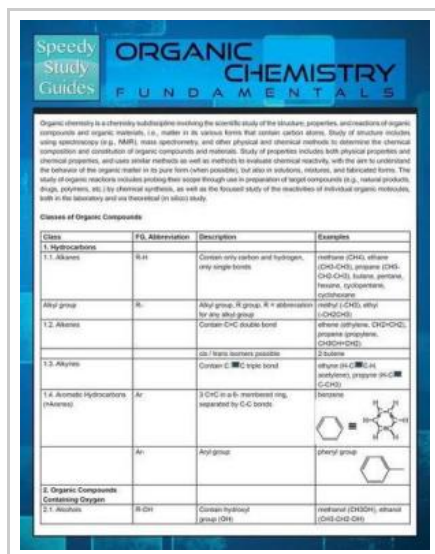 Speedy
Study
Guides
ORGANIC
CHEMISTRY
FUNDAMENTALS
Organic chemistry is a chemistry subdiscipline involving the scientific study of the structure, properties, and reactions of organic
compounds and organic materials, i.e., matter in its various forms that contain carbon atoms. Study of structure includes
using spectroscopy (e.g., NMR), mass spectrometry, and other physical and chemical methods to determine the chemical
composition and constitution of organic compounds and materials. Study of properties includes both physical properties and
chemical properties, and uses similar methods as well as methods to evaluate chemical reactivity, with the aim to understand
the behavior of the organic matter in its pure form (when possible), but also in solutions, mixtures, and fabricated forms. The
study of organic reactions includes probing their scope through use in preparation of target compounds (e.g., natural products,
drugs, polymers, etc.) by chemical synthesis, as well as the focused study of the reactivities of individual organic molecules,
both in the laboratory and via theoretical (in silico) study.
Classes of Organic Compounds
Class FG, Abbreviation Description Examples
1. Hydrocarbons
1.1. Alkanes R-H Contain only carbon and hydrogen, methane (CH4), ethane
only single bonds (CH3-CH3), propane (CH3-
CH2-CH3), butane, pentane,
hexane, cyclopentane,
cyclohexane
Alkyl group R- Alkyl group, R group, R = abbreviation methyl (-CH3), ethyl
for any alkyl group (-CH2CH3)
1.2. Alkenes Contain C=C double bond ethene (ethylene, CH2=CH2),
propene (propylene,
CH3CH=CH2)
cis / trans isomers possible 2-butene
1.3. Alkynes Contain C C triple bond ethyne (H-C C-H,
acetylene), propyne (H-C
C-CH3)
1.4. Aromatic Hydrocarbons Ar 3 C=C in a 6- membered ring, benzene
(=Arenes) separated by C-C bonds
Ar- Aryl group phenyl group
2. Organic Compounds
Containing Oxygen
2.1. Alcohols R-OH Contain hydroxyl methanol (CH3OH), ethanol
group (OH) (CH3-CH2-OH)